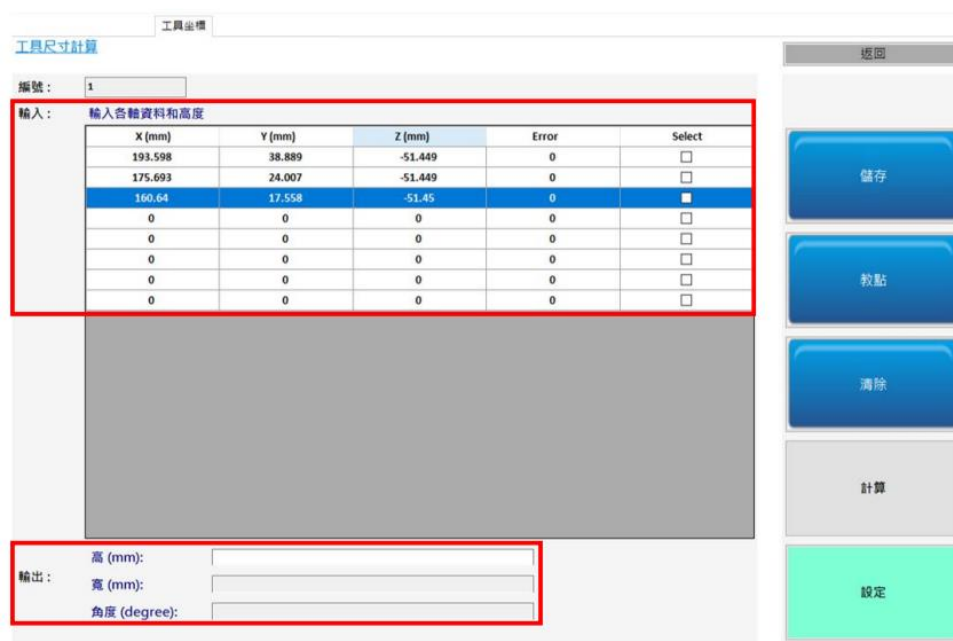 工具坐標
工具尺寸計算
返回
編號： 1
輸入： 輸入各軸資料和高度
X (mm) Y (mm) Z (mm) Error Select
193.598 38.889 -51.449 0
175.693 24.007 -51.449 0
160.64 17.558 -51.45 0
0 0 0 0
0 0 0 0
0 0 0 0
0 0 0 0
0 0 0 0
儲存
教點
清除
計算
設定
輸出：
高 (mm):
寬 (mm):
角度 (degree):